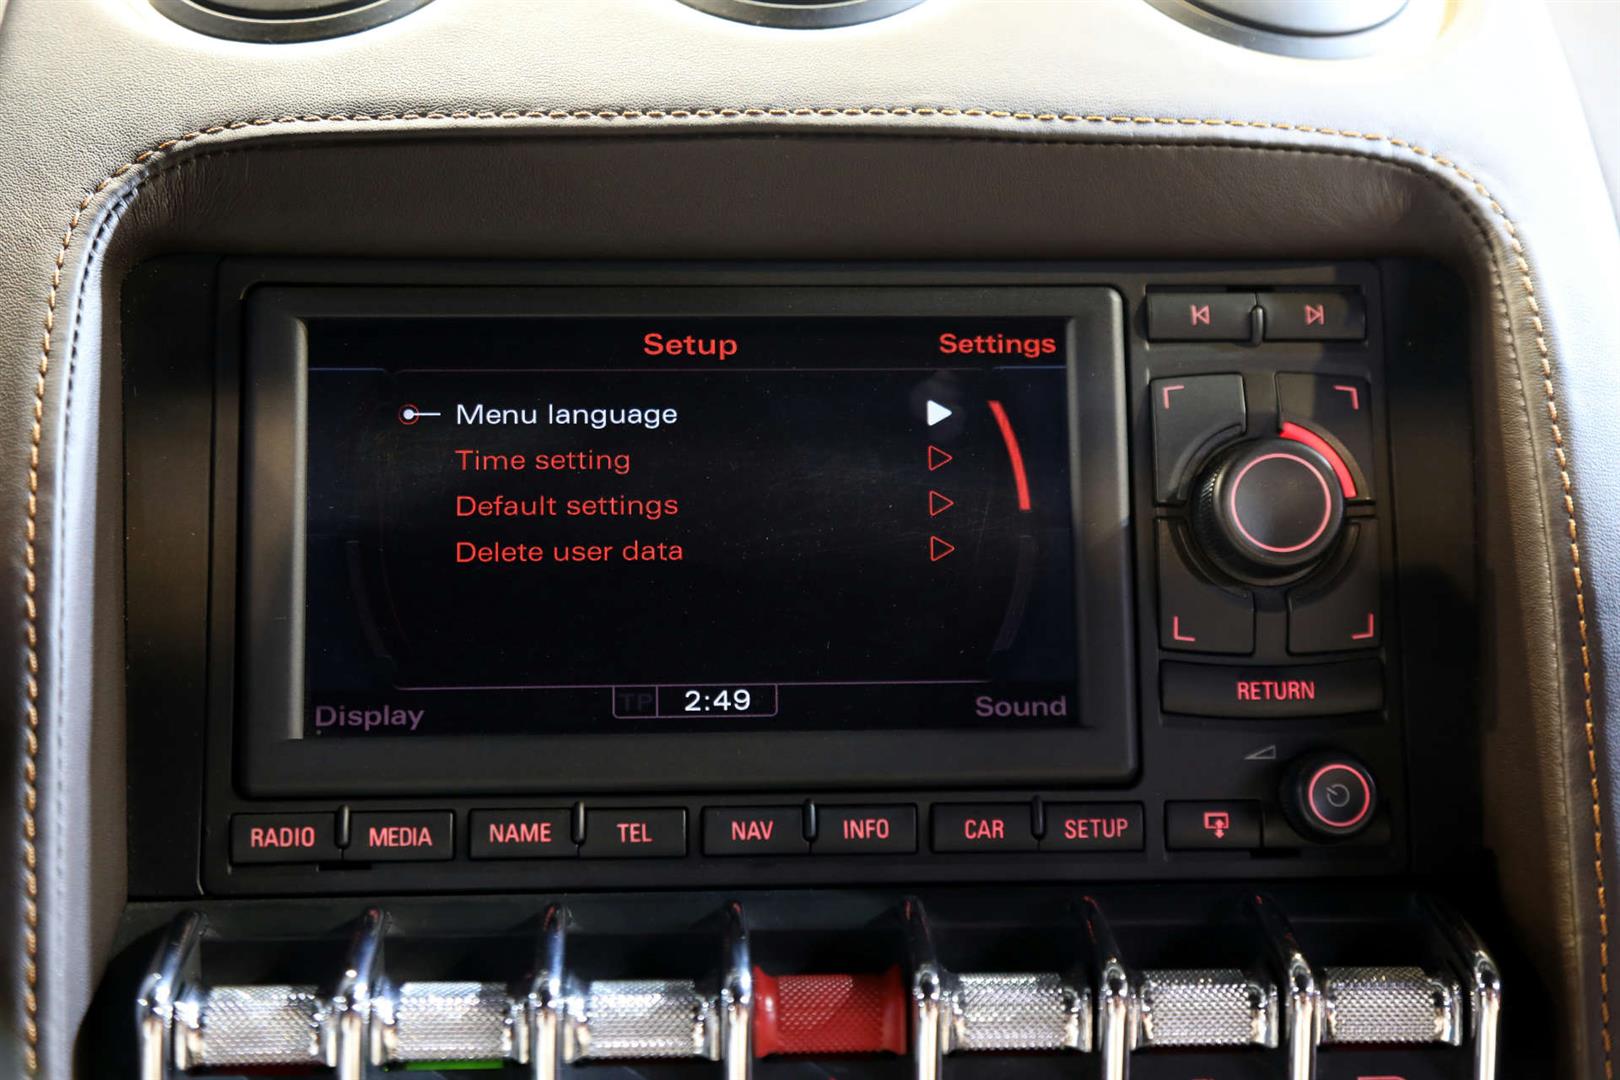 Setup
Settings
Menu language
Time setting
Default settings
Delete user data
TP 2:49
Display
Sound
RETURN
RADIO MEDIA NAME TEL NAV INFO CAR SETUP